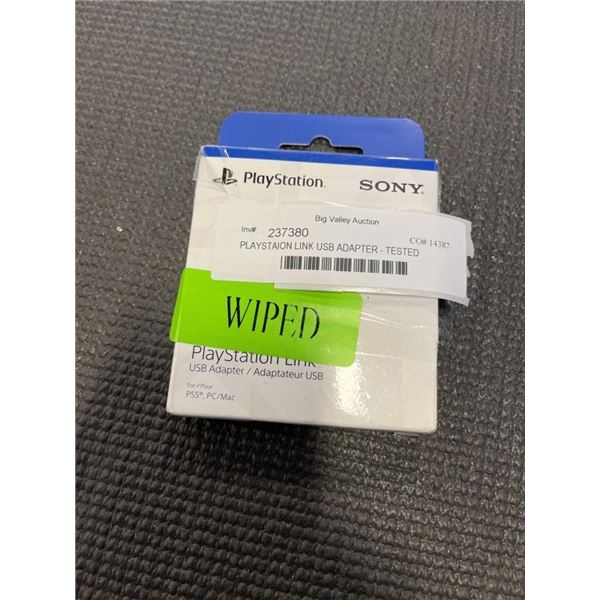 PlayStation. SONY
Big Valley Auction
Inv#: 237380 CO#:14387
PLAYSTAION LINK USB ADAPTER - TESTED
WIPED
PlayStation Link
USB Adapter / Adaptateur USB
For / Pour
PS5®, PC/Mac